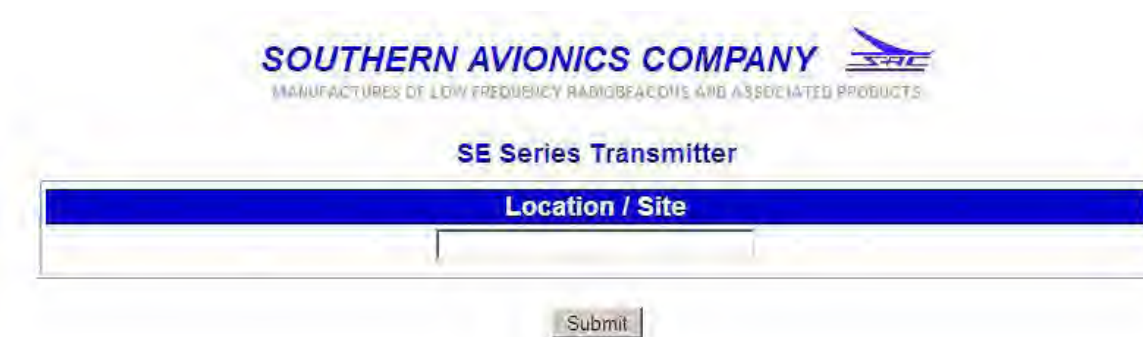 SOUTHERN AVIONICS COMPANY SAC
MANUFACTURES OF LOW FREQUENCY RADIOBEACONS AND ASSOCIATED PRODUCTS
SE Series Transmitter
Location / Site
Submit